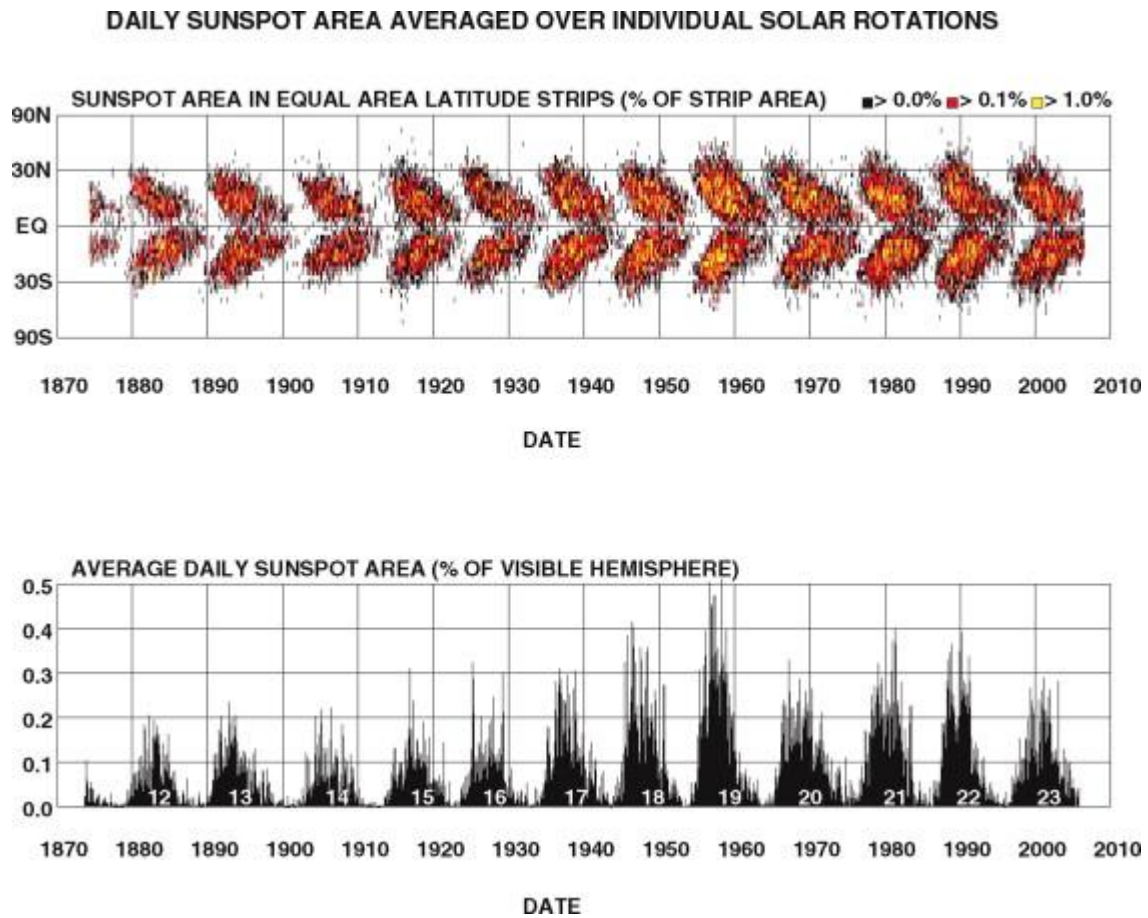 DAILY SUNSPOT AREA AVERAGED OVER INDIVIDUAL SOLAR ROTATIONS
SUNSPOT AREA IN EQUAL AREA LATITUDE STRIPS (% OF STRIP AREA) > 0.0% > 0.1% > 1.0%
90N
30N
EQ
30S
90S
1870 1880 1890 1900 1910 1920 1930 1940 1950 1960 1970 1980 1990 2000 2010
DATE
AVERAGE DAILY SUNSPOT AREA (% OF VISIBLE HEMISPHERE)
0.5
0.4
0.3
0.2
0.1
0.0
12 13 14 15 16 17 18 19 20 21 22 23
1870 1880 1890 1900 1910 1920 1930 1940 1950 1960 1970 1980 1990 2000 2010
DATE